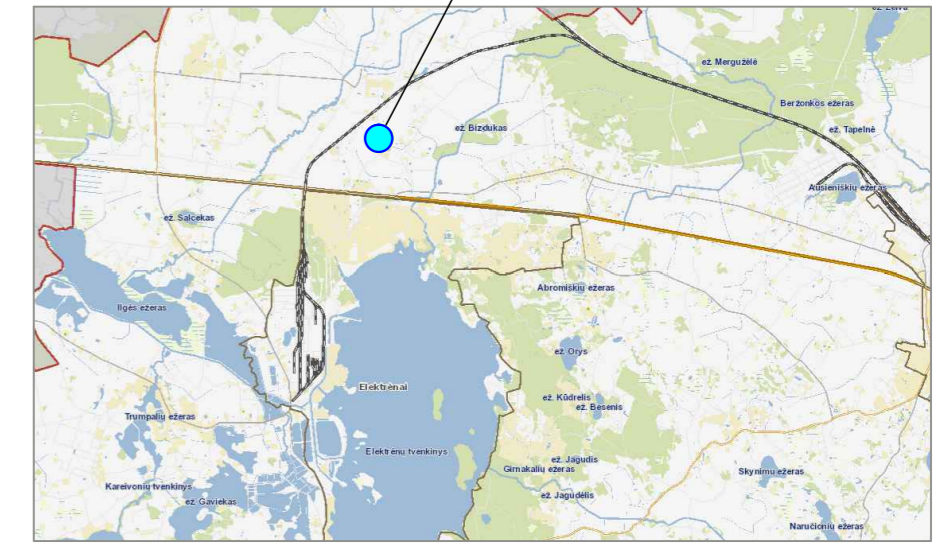 ež. Mergužėlė
Beržonkos ežeras
ež. Bizdukas
ež. Tapelnė
Ausieniškių ežeras
ež. Salcekas
Abromiškių ežeras
Ilgės ežeras
ež. Orys
Elektrėnai
ež. Kūdrelis
ež. Besenis
Trumpalių ežeras
Elektrėnų tvenkinys
ež. Jagudis
Girnakalių ežeras
Skynimų ežeras
Kareivonių tvenkinys
ež. Gaviekas
ež. Jagudėlis
Naručionių ežeras